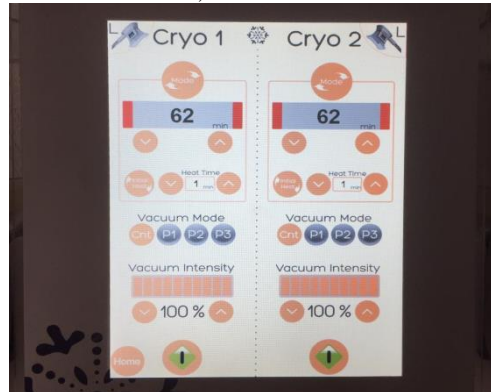 L Cryo 1 Cryo 2 L
Mode Mode
62 min 62 min
Heat Time Heat Time
1 min 1 min
Vacuum Mode Vacuum Mode
Cnt P1 P2 P3 Cnt P1 P2 P3
Vacuum Intensity Vacuum Intensity
100 % 100 %
Home